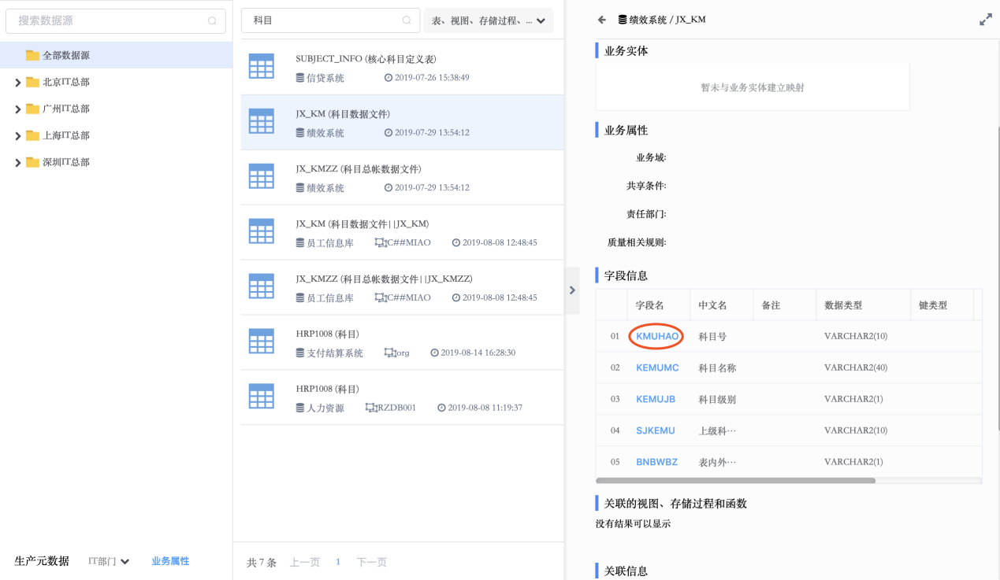 搜索数据源
全部数据源
北京IT总部
广州IT总部
上海IT总部
深圳IT总部
生产元数据 IT部门 业务属性
科目 表、视图、存储过程、...
SUBJECT_INFO (核心科目定义表)
信贷系统 2019-07-26 15:38:49
JX_KM (科目数据文件)
绩效系统 2019-07-29 13:54:12
JX_KMZZ (科目总帐数据文件)
绩效系统 2019-07-29 13:54:12
JX_KM (科目数据文件||JX_KM)
员工信息库 C##MIAO 2019-08-08 12:48:45
JX_KMZZ (科目总帐数据文件||JX_KMZZ)
员工信息库 C##MIAO 2019-08-08 12:48:45
HRP1008 (科目)
支付结算系统 org 2019-08-14 16:28:30
HRP1008 (科目)
人力资源 RZDB001 2019-08-08 11:19:37
共 7 条 上一页 1 下一页
绩效系统 / JX_KM
业务实体
暂未与业务实体建立映射
业务属性
业务域:
共享条件:
责任部门:
质量相关规则:
字段信息
字段名 中文名 备注 数据类型 键类型
01 KMUHAO 科目号 VARCHAR2(10)
02 KEMUMC 科目名称 VARCHAR2(40)
03 KEMUJB 科目级别 VARCHAR2(1)
04 SJKEMU 上级科… VARCHAR2(10)
05 BNBWBZ 表内外… VARCHAR2(1)
关联的视图、存储过程和函数
没有结果可以显示
关联信息